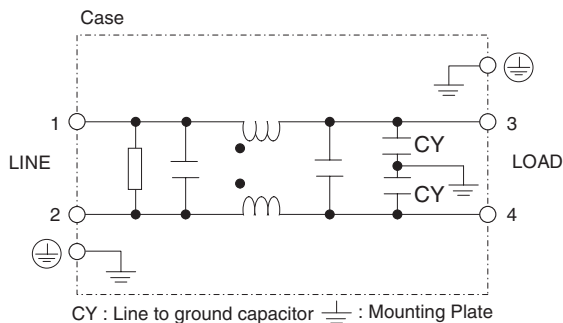 Case
1
3
CY
LINE
LOAD
CY
2
4
CY : Line to ground capacitor : Mounting Plate